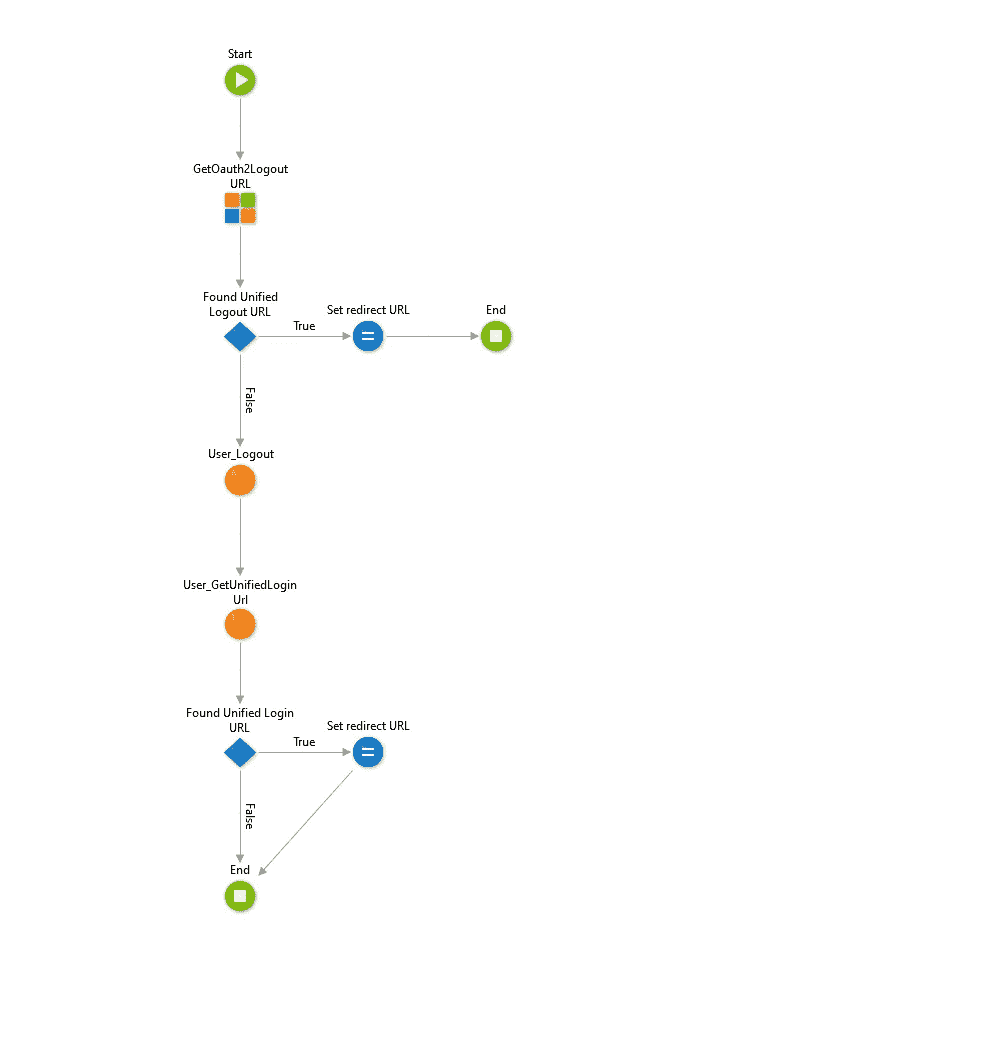 Start
GetOauth2Logout
URL
Found Unified
Logout URL
True
Set redirect URL
End
False
User_Logout
User_GetUnifiedLogin
Url
Found Unified Login
URL
True
Set redirect URL
False
End